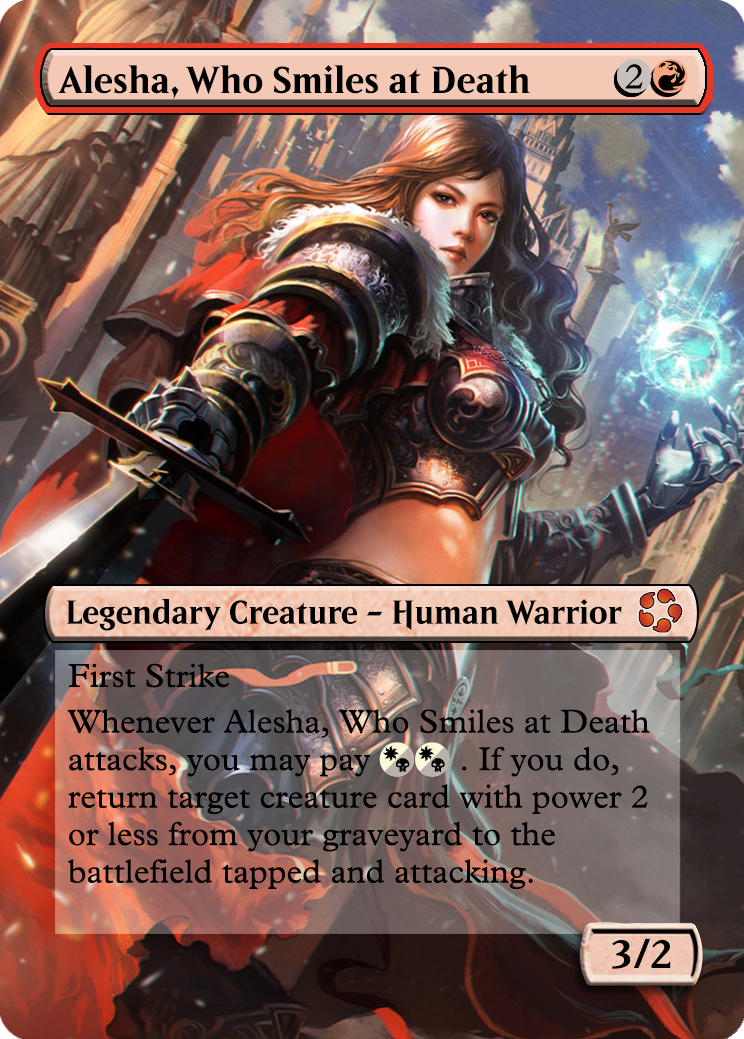 Alesha, Who Smiles at Death 2
Legendary Creature – Human Warrior
First Strike
Whenever Alesha, Who Smiles at Death
attacks, you may pay . If you do,
return target creature card with power 2
or less from your graveyard to the
battlefield tapped and attacking.
3/2